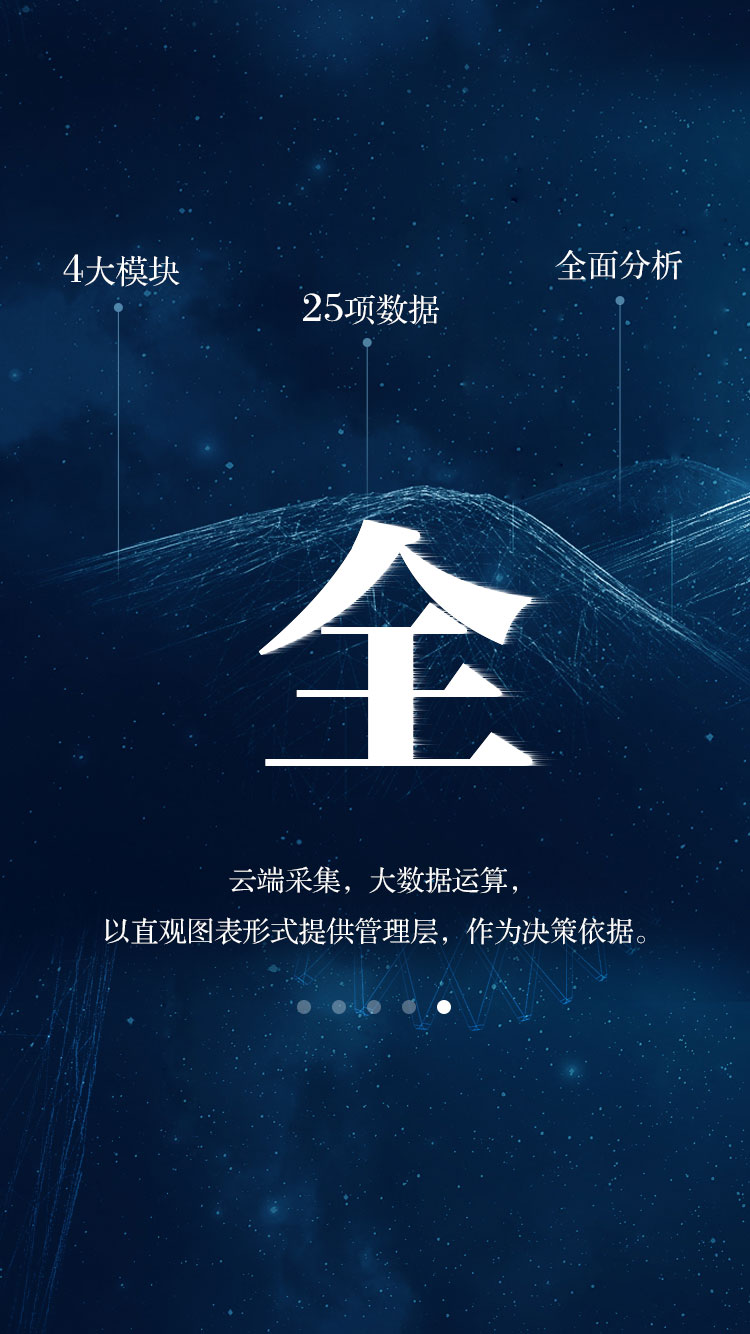 4大模块
25项数据
全面分析
全
云端采集，大数据运算，
以直观图表形式提供管理层，作为决策依据。